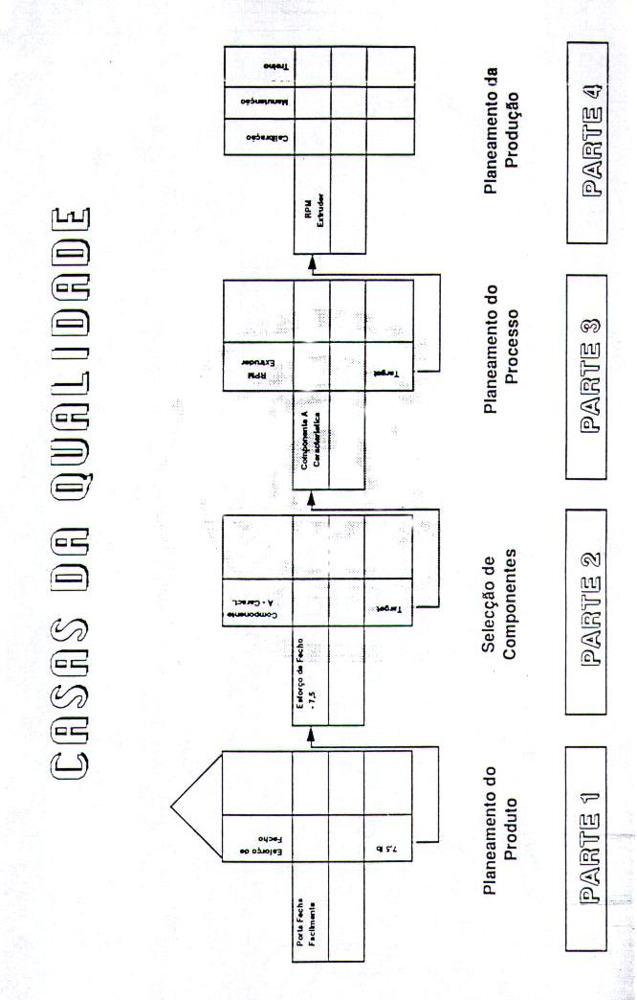 CASAS DA QUALIDADE
Porta Fecha
Facilmente
Esforço de
Fecho
7,5 lb
Esforço de Fecho
- 7,5
Componente
A - Caract.
Target
Componente A
Caracteristica
RPM
Extruder
Target
RPM
Extruder
Calibração
Manutenção
Treino
Planeamento do
Produto
Selecção de
Componentes
Planeamento do
Processo
Planeamento da
Produção
PARTE 1
PARTE 2
PARTE 3
PARTE 4